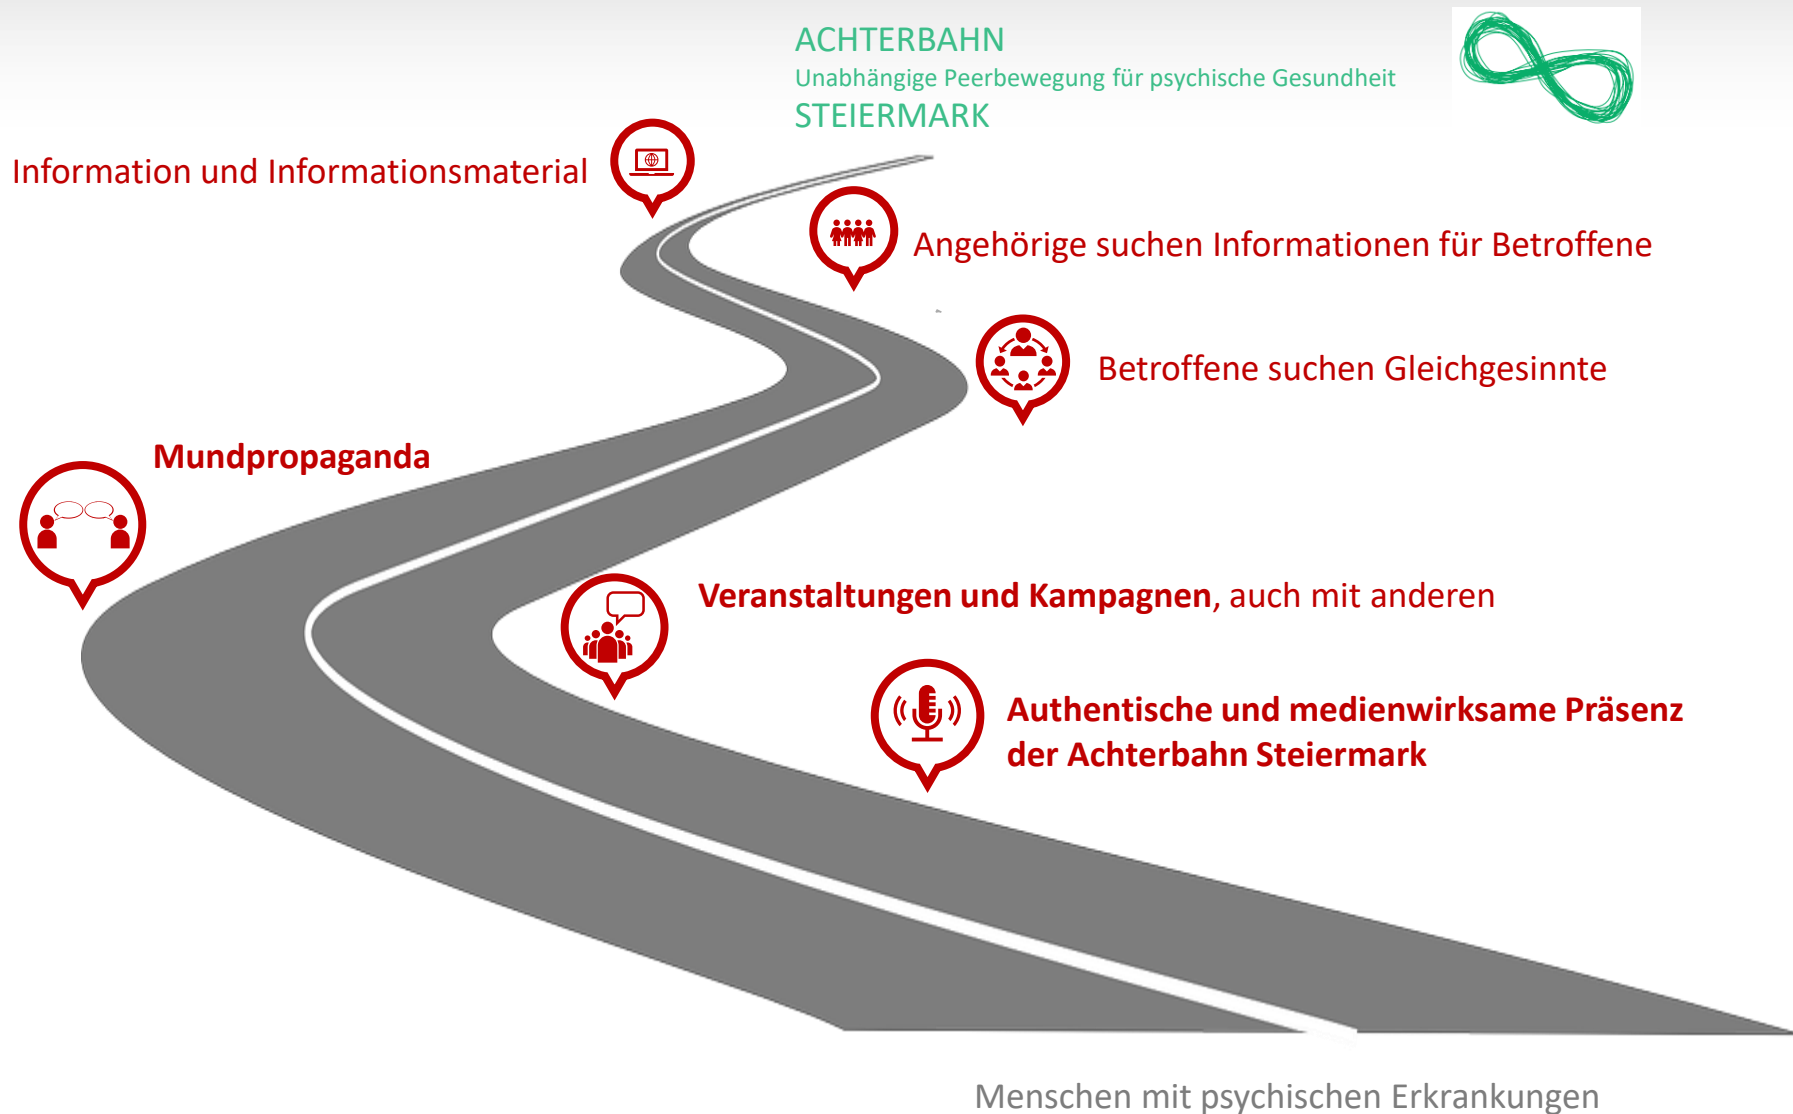 ACHTERBAHN
Unabhängige Peerbewegung für psychische Gesundheit
STEIERMARK
Information und Informationsmaterial
Angehörige suchen Informationen für Betroffene
Betroffene suchen Gleichgesinnte
Mundpropaganda
Veranstaltungen und Kampagnen, auch mit anderen
Authentische und medienwirksame Präsenz
der Achterbahn Steiermark
Menschen mit psychischen Erkrankungen